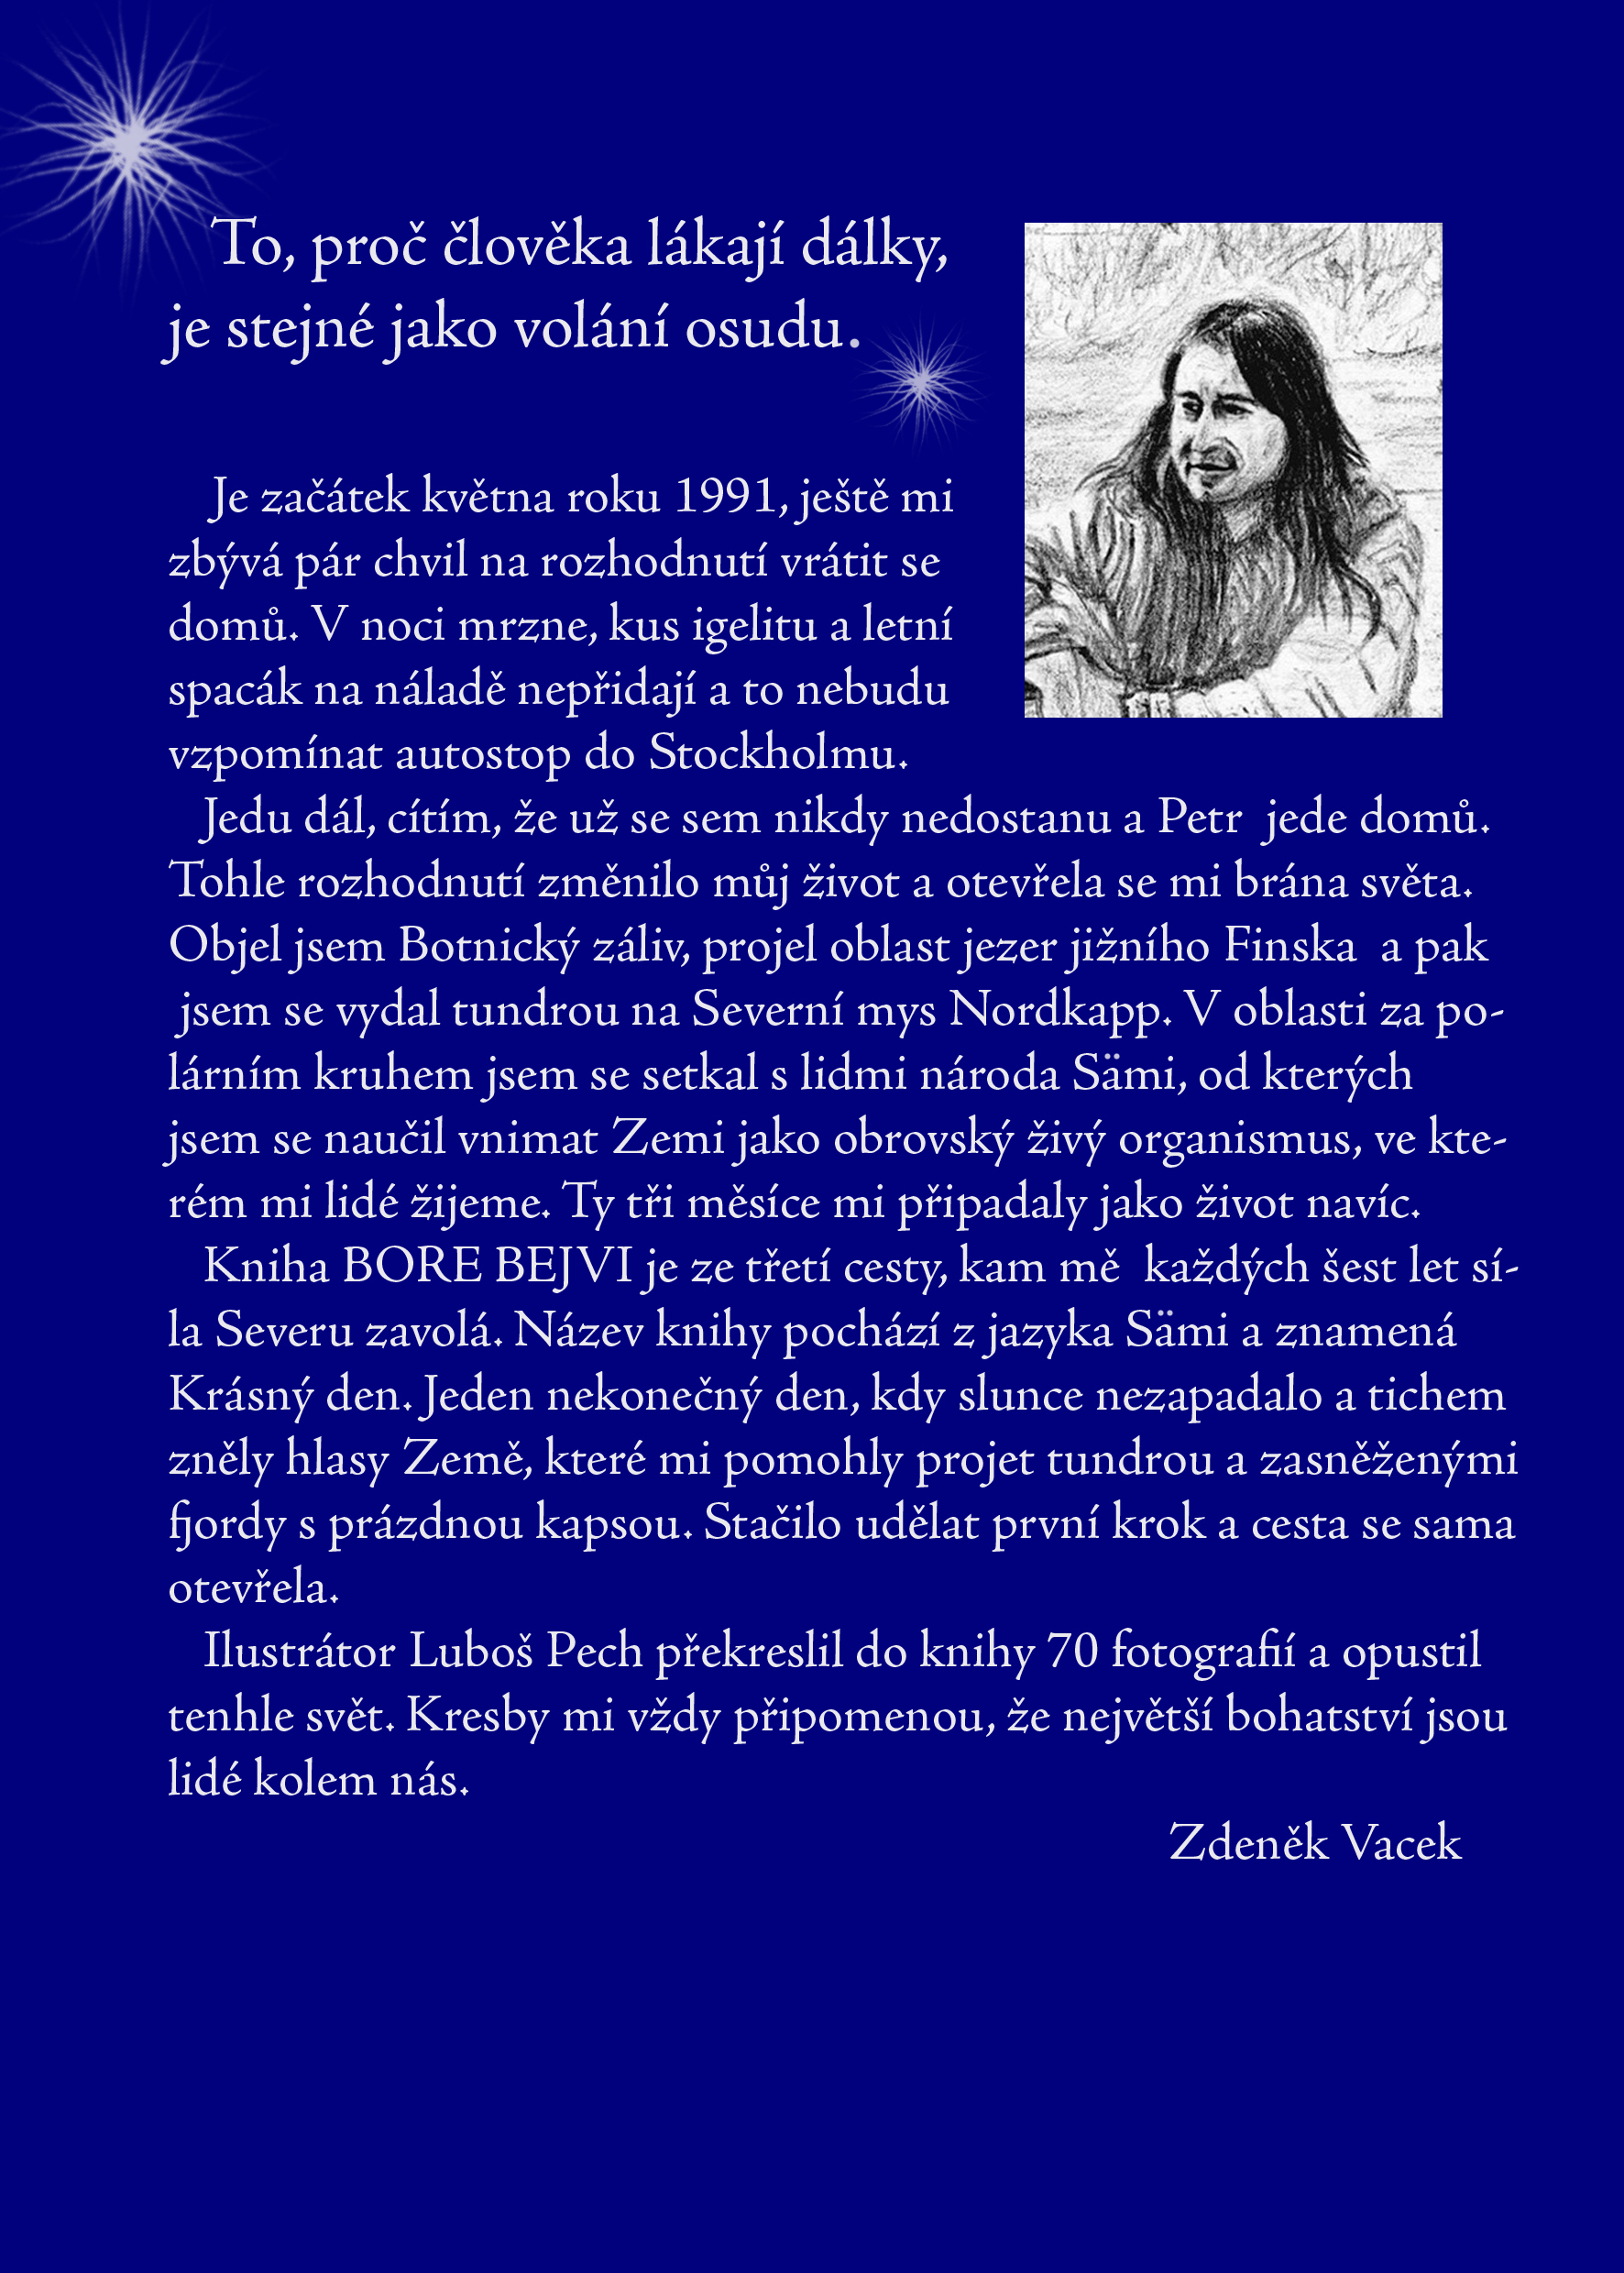 To, proč člověka lákají dálky,
je stejné jako volání osudu.
Je začátek května roku 1991, ještě mi
zbývá pár chvil na rozhodnutí vrátit se
domů. V noci mrzne, kus igelitu a letní
spacák na náladě nepřidají a to nebudu
vzpomínat autostop do Stockholmu.
Jedu dál, cítím, že už se sem nikdy nedostanu a Petr  jede domů.
Tohle rozhodnutí změnilo můj život a otevřela se mi brána světa.
Objel jsem Botnický záliv, projel oblast jezer jižního Finska  a pak
jsem se vydal tundrou na Severní mys Nordkapp. V oblasti za po-
lárním kruhem jsem se setkal s lidmi národa Sämi, od kterých
jsem se naučil vnimat Zemi jako obrovský živý organismus, ve kte-
rém mi lidé žijeme. Ty tři měsíce mi připadaly jako život navíc.
Kniha BORE BEJVI je ze třetí cesty, kam mě  každých šest let sí-
la Severu zavolá. Název knihy pochází z jazyka Sämi a znamená
Krásný den. Jeden nekonečný den, kdy slunce nezapadalo a tichem
zněly hlasy Země, které mi pomohly projet tundrou a zasněženými
fjordy s prázdnou kapsou. Stačilo udělat první krok a cesta se sama
otevřela.
Ilustrátor Luboš Pech překreslil do knihy 70 fotografií a opustil
tenhle svět. Kresby mi vždy připomenou, že největší bohatství jsou
lidé kolem nás.
Zdeněk Vacek